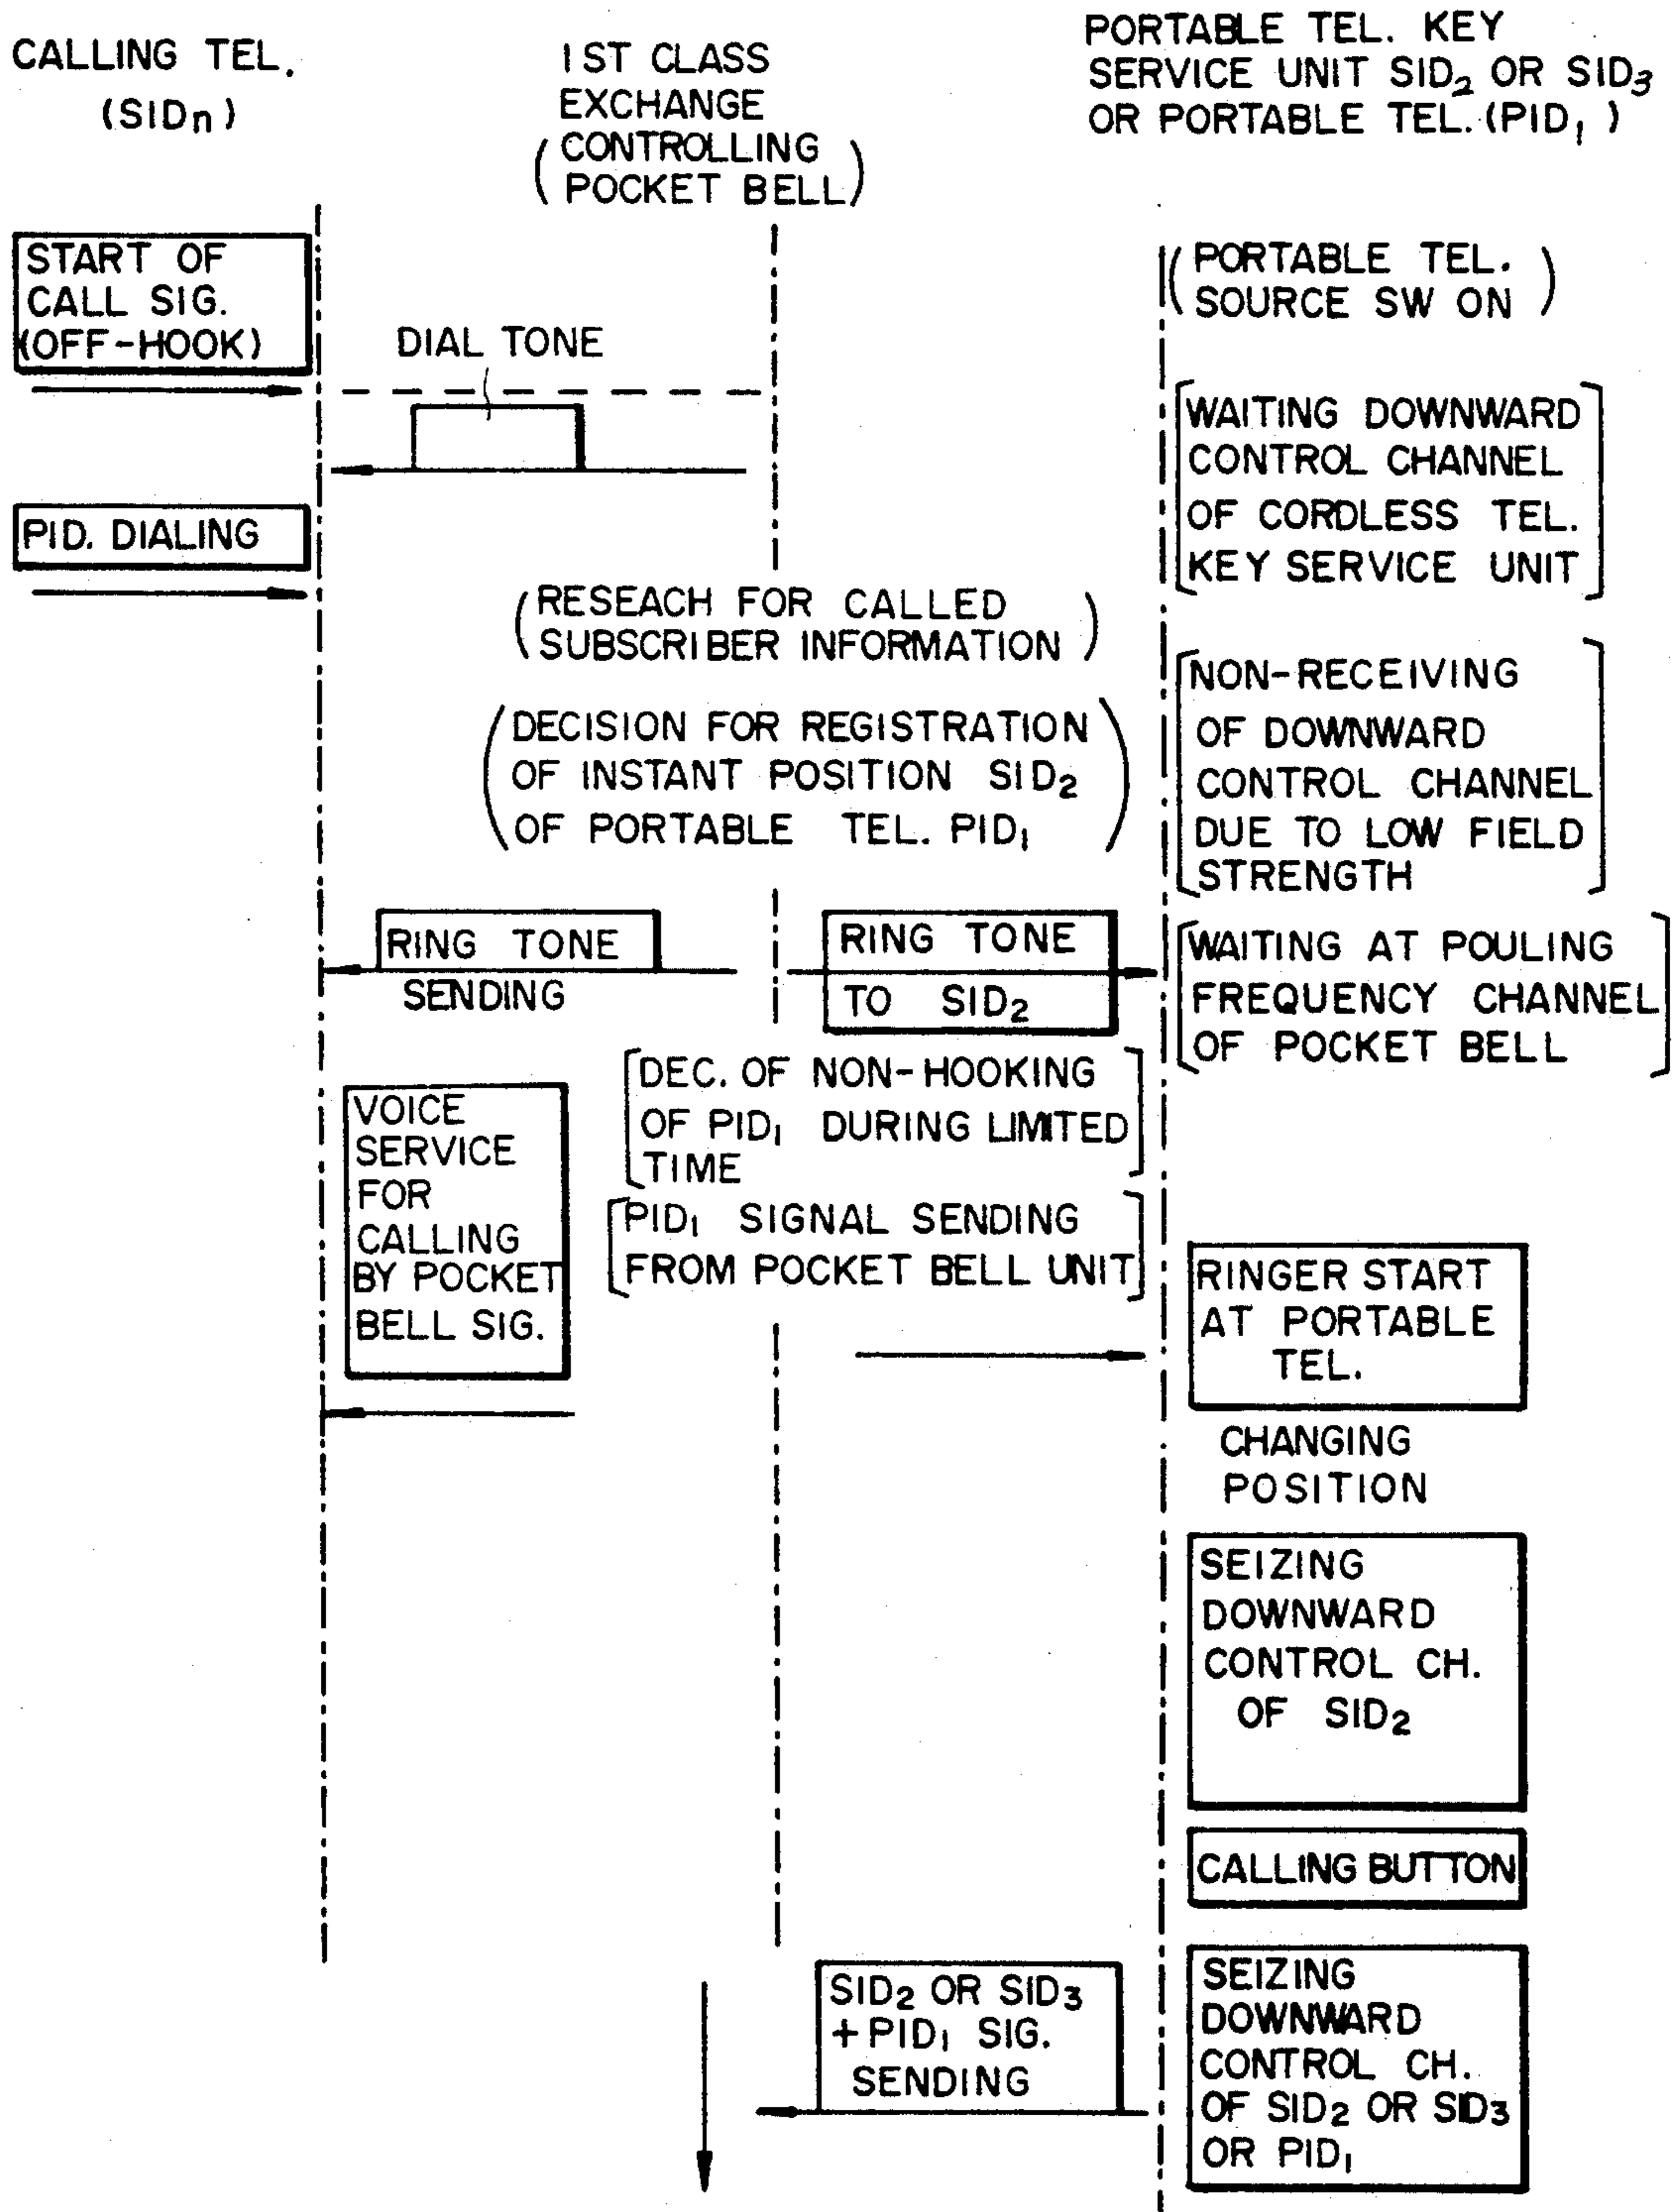 CALLING TEL.
(SIDn)
1ST CLASS
EXCHANGE
(CONTROLLING
POCKET BELL)
PORTABLE TEL. KEY
SERVICE UNIT SID2 OR SID3
OR PORTABLE TEL. (PID1)
START OF
CALL SIG.
(OFF-HOOK)
DIAL TONE
(PORTABLE TEL.
SOURCE SW ON)
WAITING DOWNWARD
CONTROL CHANNEL
OF CORDLESS TEL.
KEY SERVICE UNIT
PID. DIALING
(RESEACH FOR CALLED
SUBSCRIBER INFORMATION)
(DECISION FOR REGISTRATION
OF INSTANT POSITION SID2
OF PORTABLE TEL. PID1)
[NON-RECEIVING
OF DOWNWARD
CONTROL CHANNEL
DUE TO LOW FIELD
STRENGTH]
RING TONE
SENDING
RING TONE
TO SID2
[WAITING AT POULING
FREQUENCY CHANNEL
OF POCKET BELL]
[DEC. OF NON-HOOKING
OF PID1 DURING LIMITED
TIME]
VOICE
SERVICE
FOR
CALLING
BY POCKET
BELL SIG.
[PID1 SIGNAL SENDING
FROM POCKET BELL UNIT]
RINGER START
AT PORTABLE
TEL.
CHANGING
POSITION
SEIZING
DOWNWARD
CONTROL CH.
OF SID2
CALLING BUTTON
SID2 OR SID3
+PID1 SIG.
SENDING
SEIZING
DOWNWARD
CONTROL CH.
OF SID2 OR SID3
OR PID1